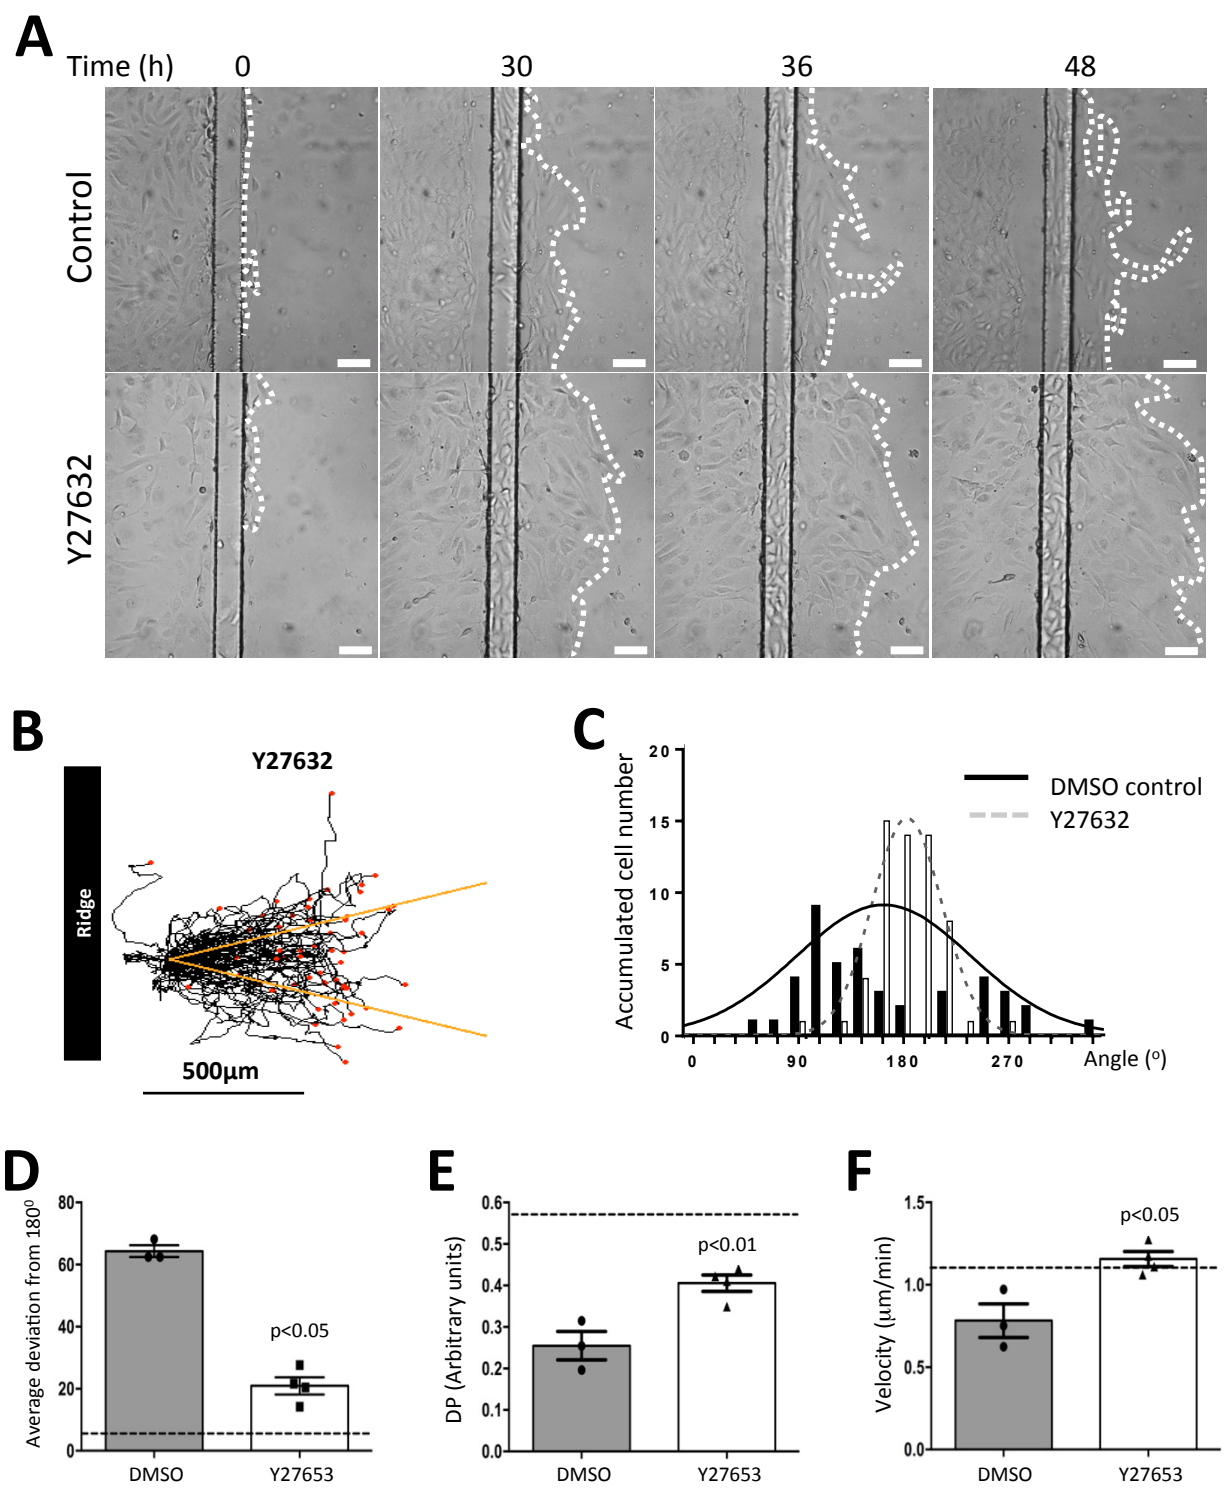 A
Time (h) 0 30 36 48
Control
Y27632
B
Y27632
Ridge
500μm
C
Accumulated cell number
20
15
10
5
0
0 90 180 270 Angle (o)
DMSO control
Y27632
D
Average deviation from 180⁰
80
60
40
20
0
p<0.05
DMSO Y27653
E
DP (Arbitrary units)
0.6
0.5
0.4
0.3
0.2
0.1
0.0
p<0.01
DMSO Y27653
F
Velocity (μm/min)
1.5
1.0
0.5
0.0
p<0.05
DMSO Y27653